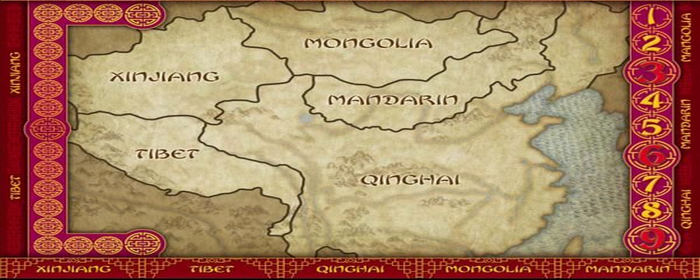 MONGOLIA
XINJIANG
MANDARIN
TIBET
QINGHAI
1
2
3
4
5
6
7
8
9
XINJIANG
TIBET
MONGOLIA
MANDARIN
QINGHAI
XINJIANG TIBET QINGHAI MONGOLIA MANDARIN